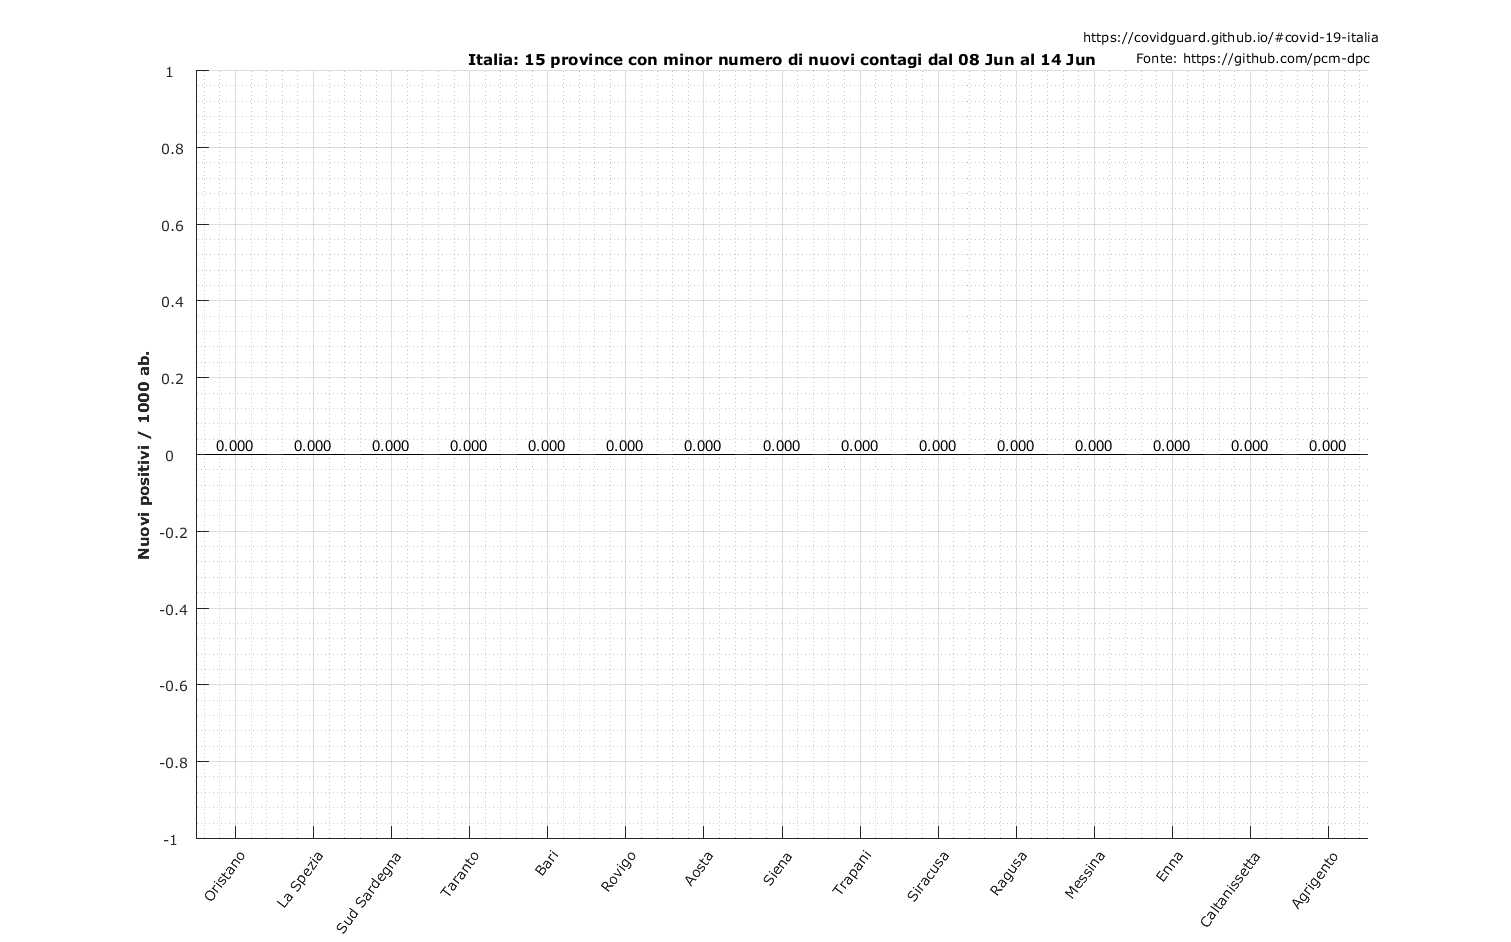 https://covidguard.github.io/#covid-19-italia
Italia: 15 province con minor numero di nuovi contagi dal 08 Jun al 14 Jun
Fonte: https://github.com/pcm-dpc
Nuovi positivi / 1000 ab.
1
0.8
0.6
0.4
0.2
0
-0.2
-0.4
-0.6
-0.8
-1
0.000 0.000 0.000 0.000 0.000 0.000 0.000 0.000 0.000 0.000 0.000 0.000 0.000 0.000 0.000
Oristano
La Spezia
Sud Sardegna
Taranto
Bari
Rovigo
Aosta
Siena
Trapani
Siracusa
Ragusa
Messina
Enna
Caltanissetta
Agrigento